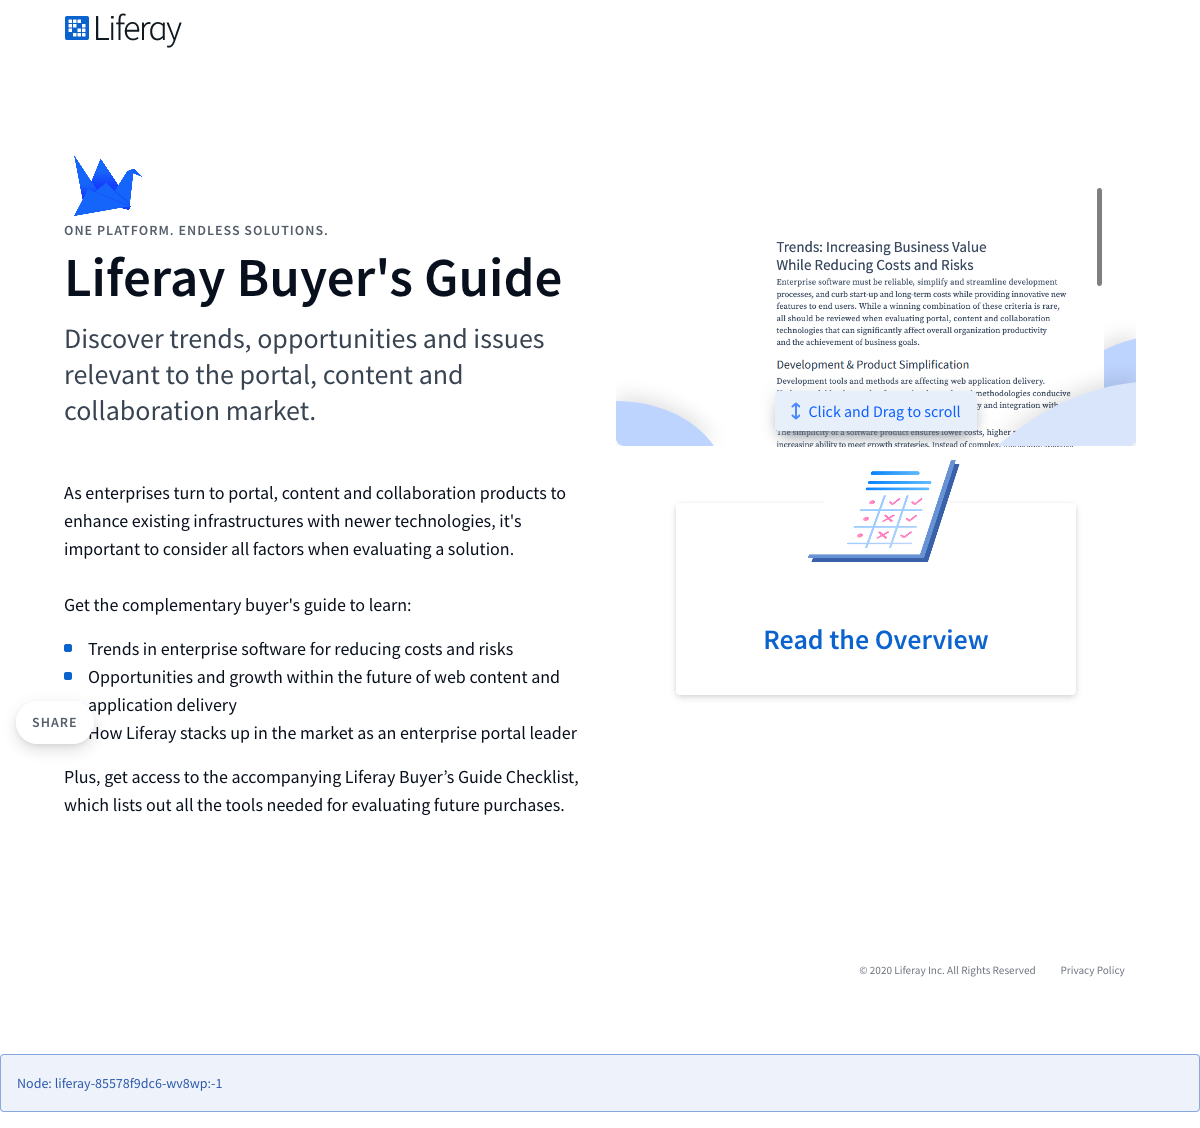 Liferay
ONE PLATFORM. ENDLESS SOLUTIONS.
Liferay Buyer's Guide
Discover trends, opportunities and issues
relevant to the portal, content and
collaboration market.
As enterprises turn to portal, content and collaboration products to
enhance existing infrastructures with newer technologies, it's
important to consider all factors when evaluating a solution.
Get the complementary buyer's guide to learn:
Trends in enterprise software for reducing costs and risks
Opportunities and growth within the future of web content and
application delivery
How Liferay stacks up in the market as an enterprise portal leader
SHARE
Plus, get access to the accompanying Liferay Buyer’s Guide Checklist,
which lists out all the tools needed for evaluating future purchases.
Trends: Increasing Business Value
While Reducing Costs and Risks
Enterprise software must be reliable, simplify and streamline development
processes, and curb start-up and long-term costs while providing innovative new
features to end users. While a winning combination of these criteria is rare,
all should be reviewed when evaluating portal, content and collaboration
technologies that can significantly affect overall organization productivity
and the achievement of business goals.
Development & Product Simplification
Development tools and methods are affecting web application delivery.
methodologies conducive
y and integration with
Click and Drag to scroll
The simplicity of a software product ensures lower costs, higher
increasing ability to meet growth strategies. Instead of complex,
Read the Overview
© 2020 Liferay Inc. All Rights Reserved
Privacy Policy
Node: liferay-85578f9dc6-wv8wp:-1